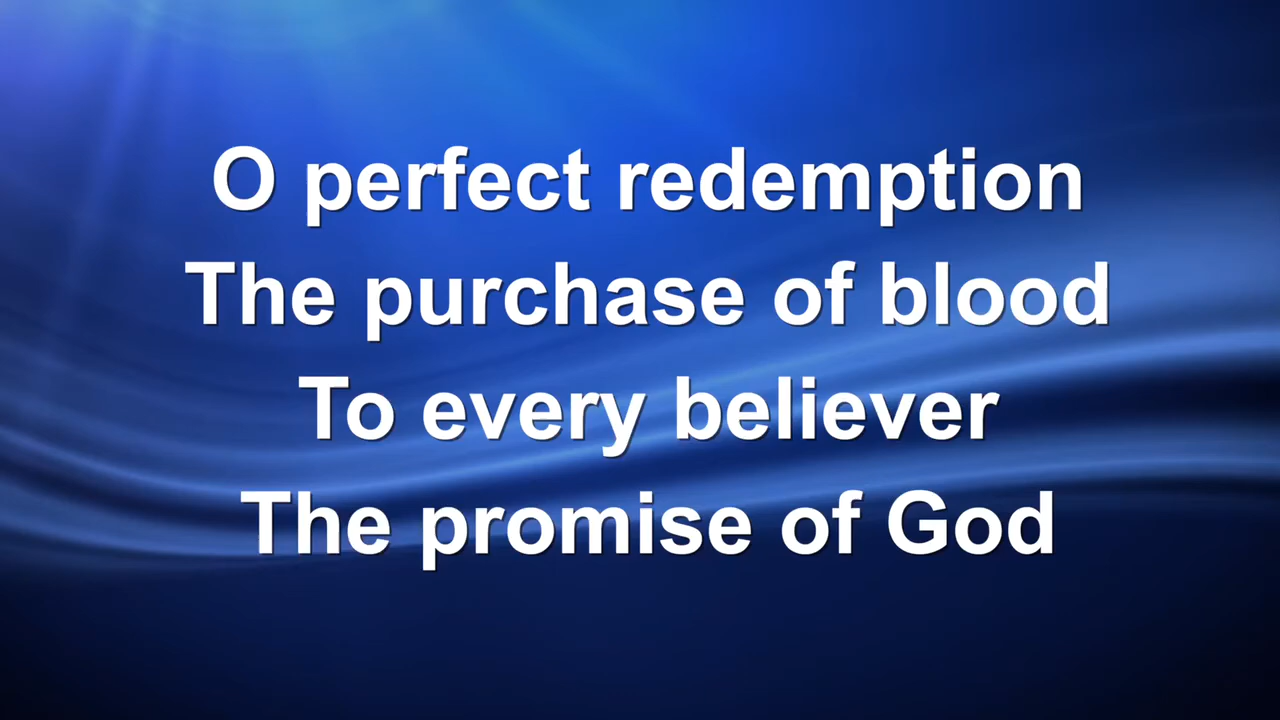 O perfect redemption
The purchase of blood
To every believer
The promise of God